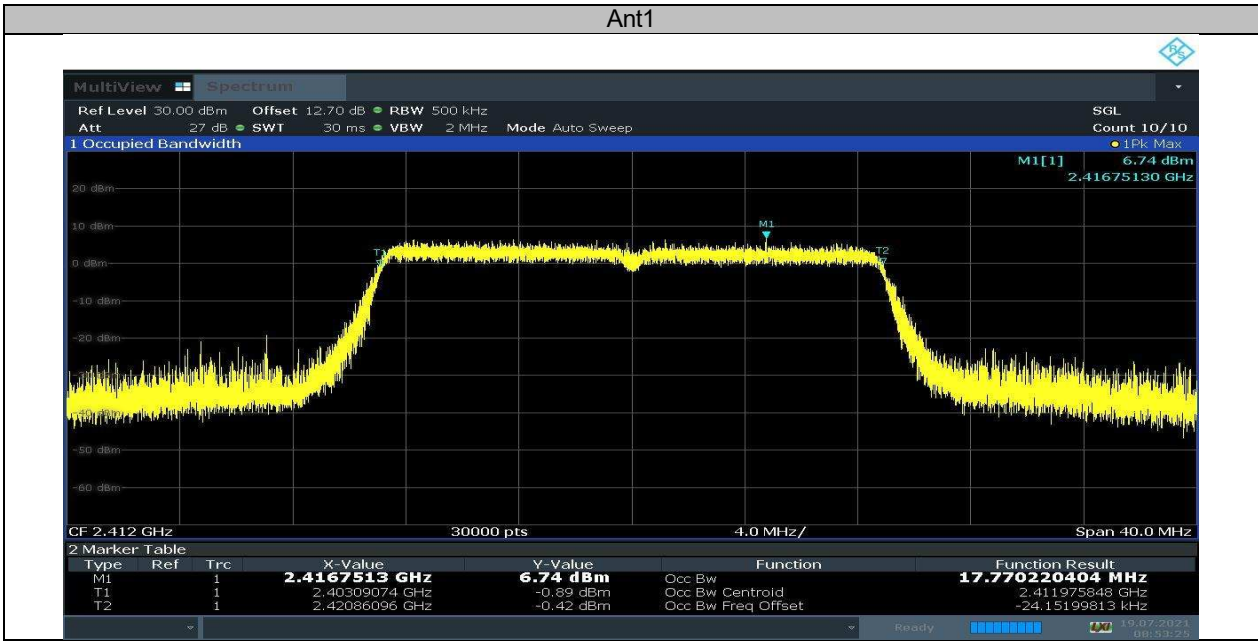 Ant1
MultiView Spectrum
Ref Level 30.00 dBm Offset 12.70 dB RBW 500 kHz SGL
Att 27 dB SWT 30 ms VBW 2 MHz Mode Auto Sweep Count 10/10
1 Occupied Bandwidth 1Pk Max
M1[1] 6.74 dBm
2.41675130 GHz
20 dBm
M1
10 dBm
T1 T2
0 dBm
-10 dBm
-20 dBm
-50 dBm
-60 dBm
CF 2.412 GHz 30000 pts 4.0 MHz/ Span 40.0 MHz
2 Marker Table
Type Ref Trc X-Value Y-Value Function Function Result
M1 1 2.4167513 GHz 6.74 dBm Occ Bw 17.770220404 MHz
T1 1 2.40309074 GHz -0.89 dBm Occ Bw Centroid 2.411975848 GHz
T2 1 2.42086096 GHz -0.42 dBm Occ Bw Freq Offset -24.15199813 kHz
Ready 19.07.2021